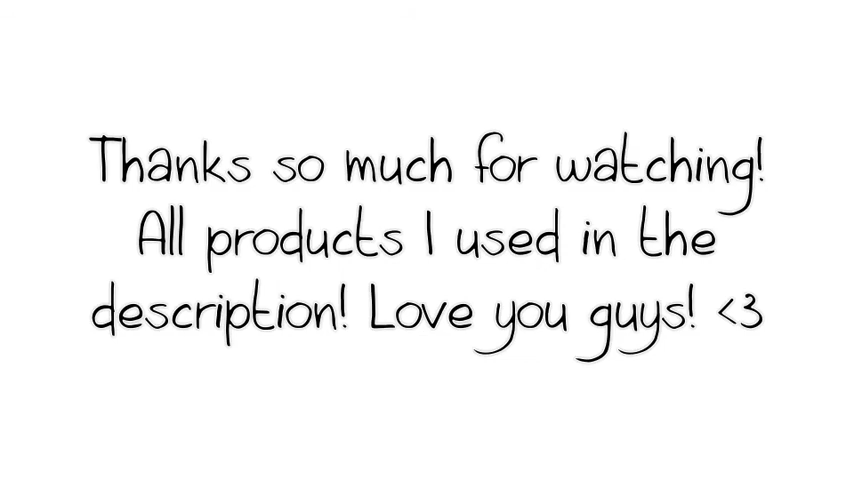 Thanks so much for watching!
All products I used in the
description! Love you guys! <3